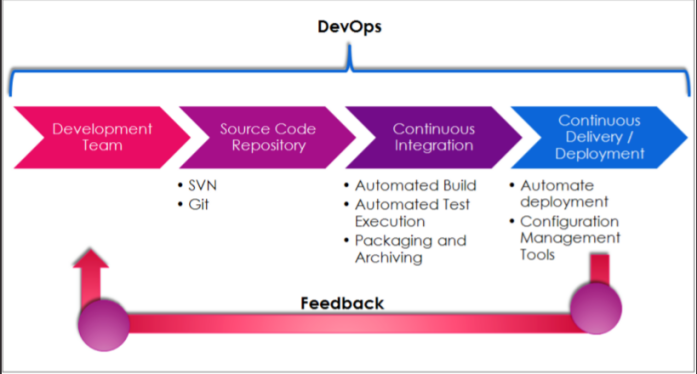 DevOps
Development
Team
Source Code
Repository
Continuous
Integration
Continuous
Delivery /
Deployment
• SVN
• Git
• Automated Build
• Automated Test
Execution
• Packaging and
Archiving
• Automate
deployment
• Configuration
Management
Tools
Feedback